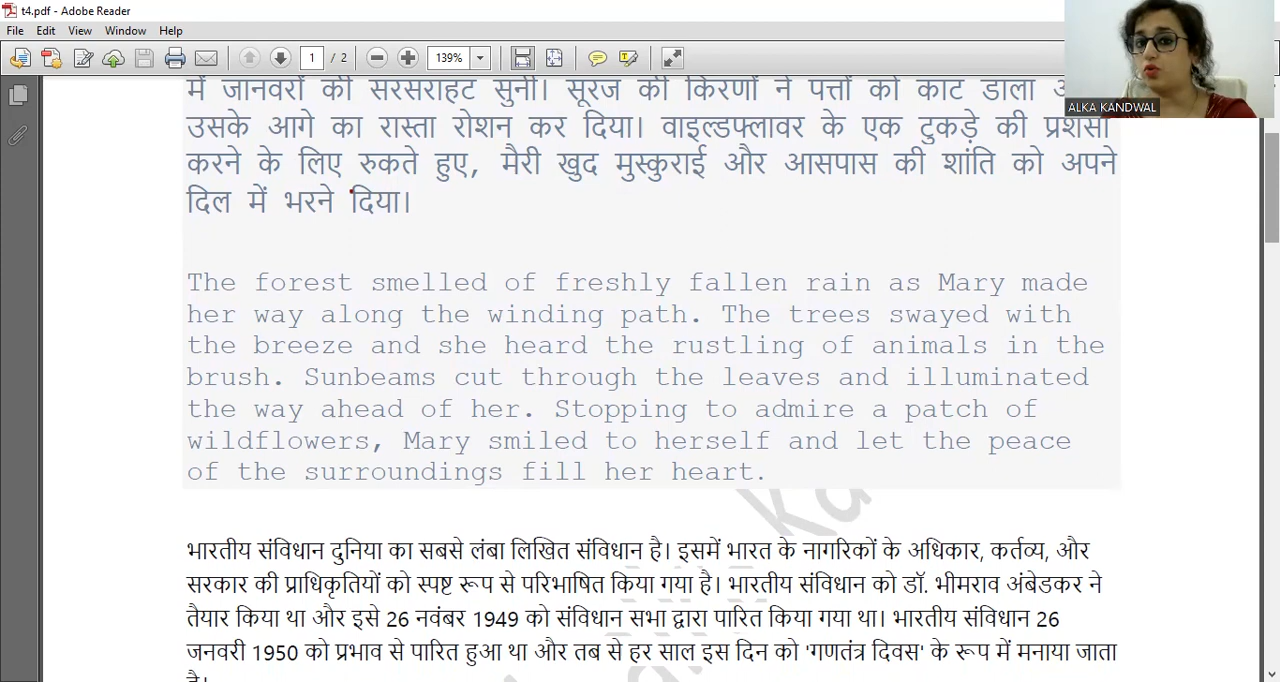 t4.pdf - Adobe Reader
File Edit View Window Help
1 / 2 139%
ALKA KANDWAL
में जानवरों की सरसराहट सुनी। सूरज की किरणों ने पत्तों को काट डाला
उसके आगे का रास्ता रोशन कर दिया। वाइल्डफ्लावर के एक टुकड़े की प्रशंसा
करने के लिए रुकते हुए, मैरी खुद मुस्कुराई और आसपास की शांति को अपने
दिल में भरने दिया।
The forest smelled of freshly fallen rain as Mary made
her way along the winding path. The trees swayed with
the breeze and she heard the rustling of animals in the
brush. Sunbeams cut through the leaves and illuminated
the way ahead of her. Stopping to admire a patch of
wildflowers, Mary smiled to herself and let the peace
of the surroundings fill her heart.
भारतीय संविधान दुनिया का सबसे लंबा लिखित संविधान है। इसमें भारत के नागरिकों के अधिकार, कर्तव्य, और
सरकार की प्राधिकृतियों को स्पष्ट रूप से परिभाषित किया गया है। भारतीय संविधान को डॉ. भीमराव अंबेडकर ने
तैयार किया था और इसे 26 नवंबर 1949 को संविधान सभा द्वारा पारित किया गया था। भारतीय संविधान 26
जनवरी 1950 को प्रभाव से पारित हुआ था और तब से हर साल इस दिन को 'गणतंत्र दिवस' के रूप में मनाया जाता
है।